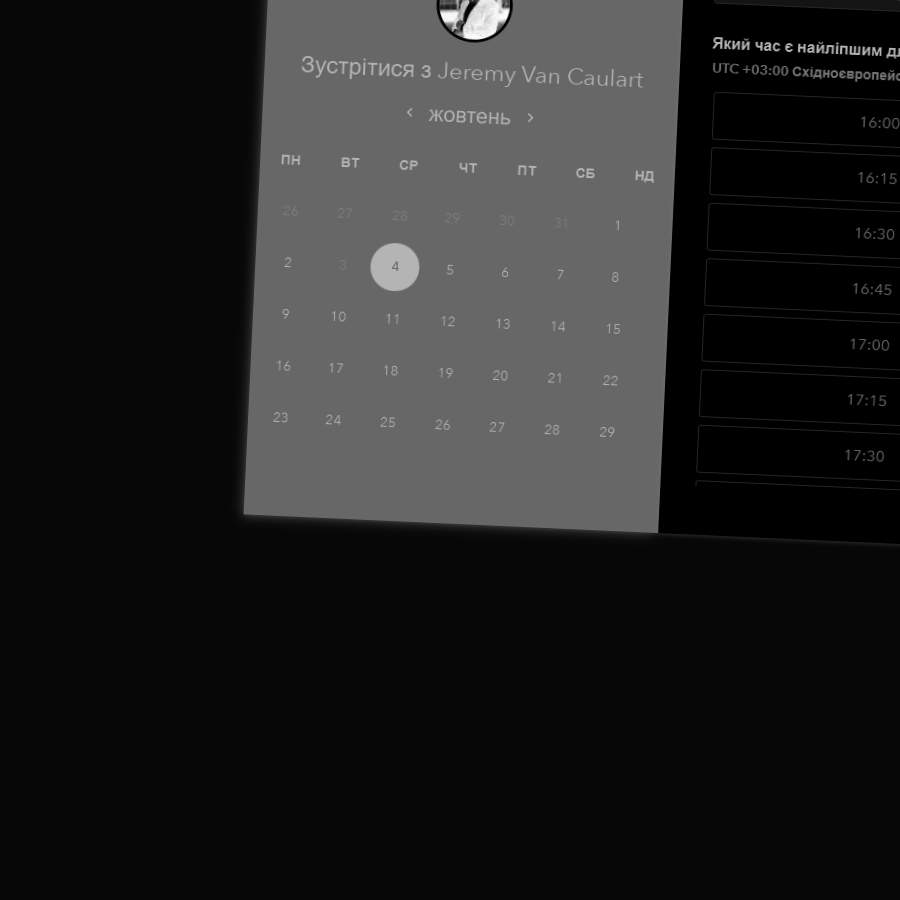 Зустрітися з Jeremy Van Caulart
жовтень
ПН ВТ СР ЧТ ПТ СБ НД
26 27 28 29 30 31 1
2 3 4 5 6 7 8
9 10 11 12 13 14 15
16 17 18 19 20 21 22
23 24 25 26 27 28 29
Який час є найліпшим
UTC +03:00
16:00
16:15
16:30
16:45
17:00
17:15
17:30